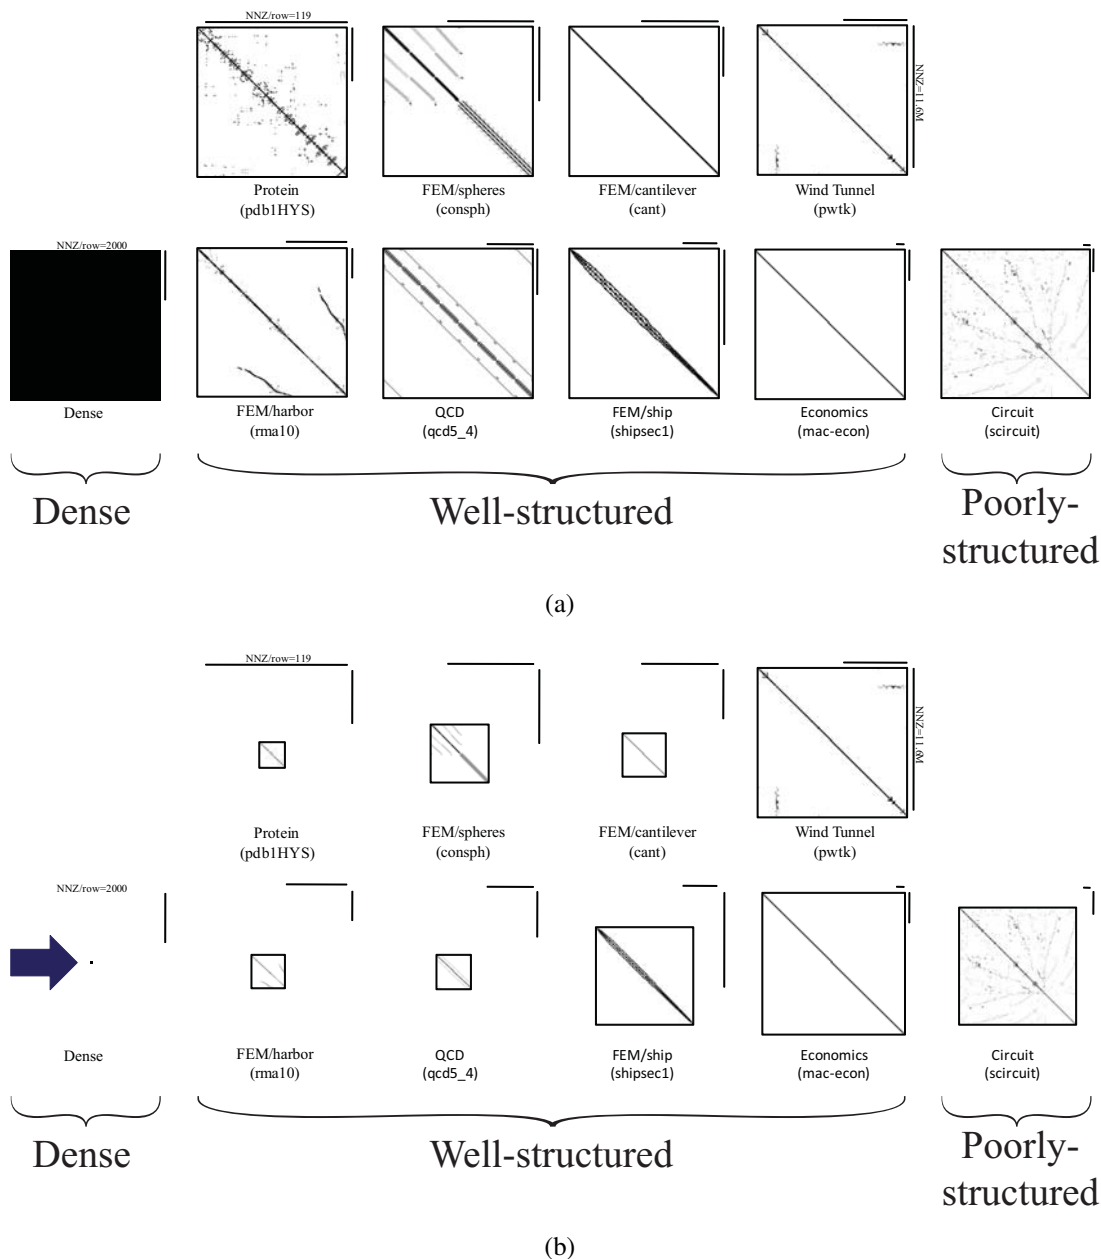 NNZ/row=119
NNZ=11.6M
Protein
(pdb1HYS)
FEM/spheres
(consph)
FEM/cantilever
(cant)
Wind Tunnel
(pwtk)
NNZ/row=2000
Dense
FEM/harbor
(rma10)
QCD
(qcd5_4)
FEM/ship
(shipsec1)
Economics
(mac-econ)
Circuit
(scircuit)
Dense
Well-structured
Poorly-
structured
(a)
NNZ/row=119
NNZ=11.6M
Protein
(pdb1HYS)
FEM/spheres
(consph)
FEM/cantilever
(cant)
Wind Tunnel
(pwtk)
NNZ/row=2000
Dense
FEM/harbor
(rma10)
QCD
(qcd5_4)
FEM/ship
(shipsec1)
Economics
(mac-econ)
Circuit
(scircuit)
Dense
Well-structured
Poorly-
structured
(b)